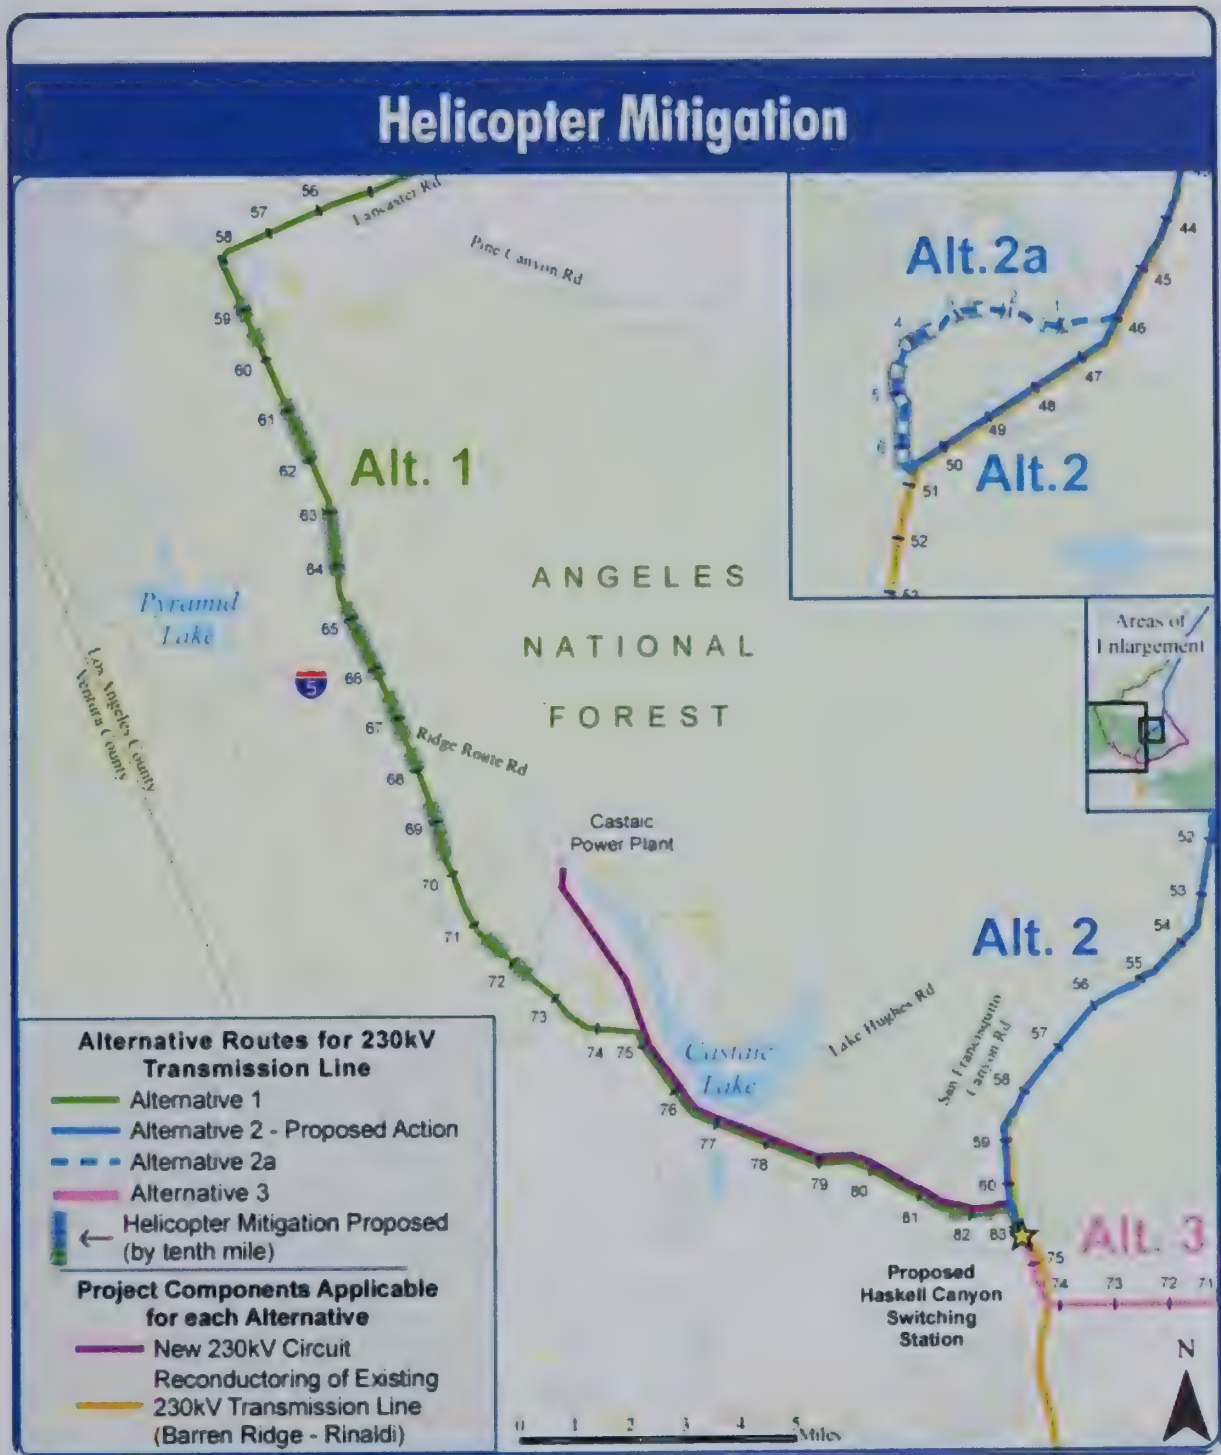 Helicopter Mitigation
56
Lancaster Rd
57
58
Pine Canyon Rd
59
60
61
62
Alt. 1
63
64
65
66
67
68
69
70
71
72
73
74 75
76
77
78
79
80
81
82 83
Pyramid
Lake
5
Los Angeles County
Ventura County
Ridge Route Rd
ANGELES
NATIONAL
FOREST
Castaic
Power Plant
Castaic
Lake
Lake Hughes Rd
San Francisquito
Canyon Rd
Alt.2a
44
45
46
47
48
49
50
51
52
53
1
2
4
5
6
Alt.2
Areas of
Enlargement
Alt. 2
52
53
54
55
56
57
58
59
60
Alt. 3
75
74 73 72 71
Proposed
Haskell Canyon
Switching
Station
N
Alternative Routes for 230kV
Transmission Line
Alternative 1
Alternative 2 - Proposed Action
Alternative 2a
Alternative 3
Helicopter Mitigation Proposed
(by tenth mile)
Project Components Applicable
for each Alternative
New 230kV Circuit
Reconductoring of Existing
230kV Transmission Line
(Barren Ridge - Rinaldi)
0 1 2 3 4 5
Miles